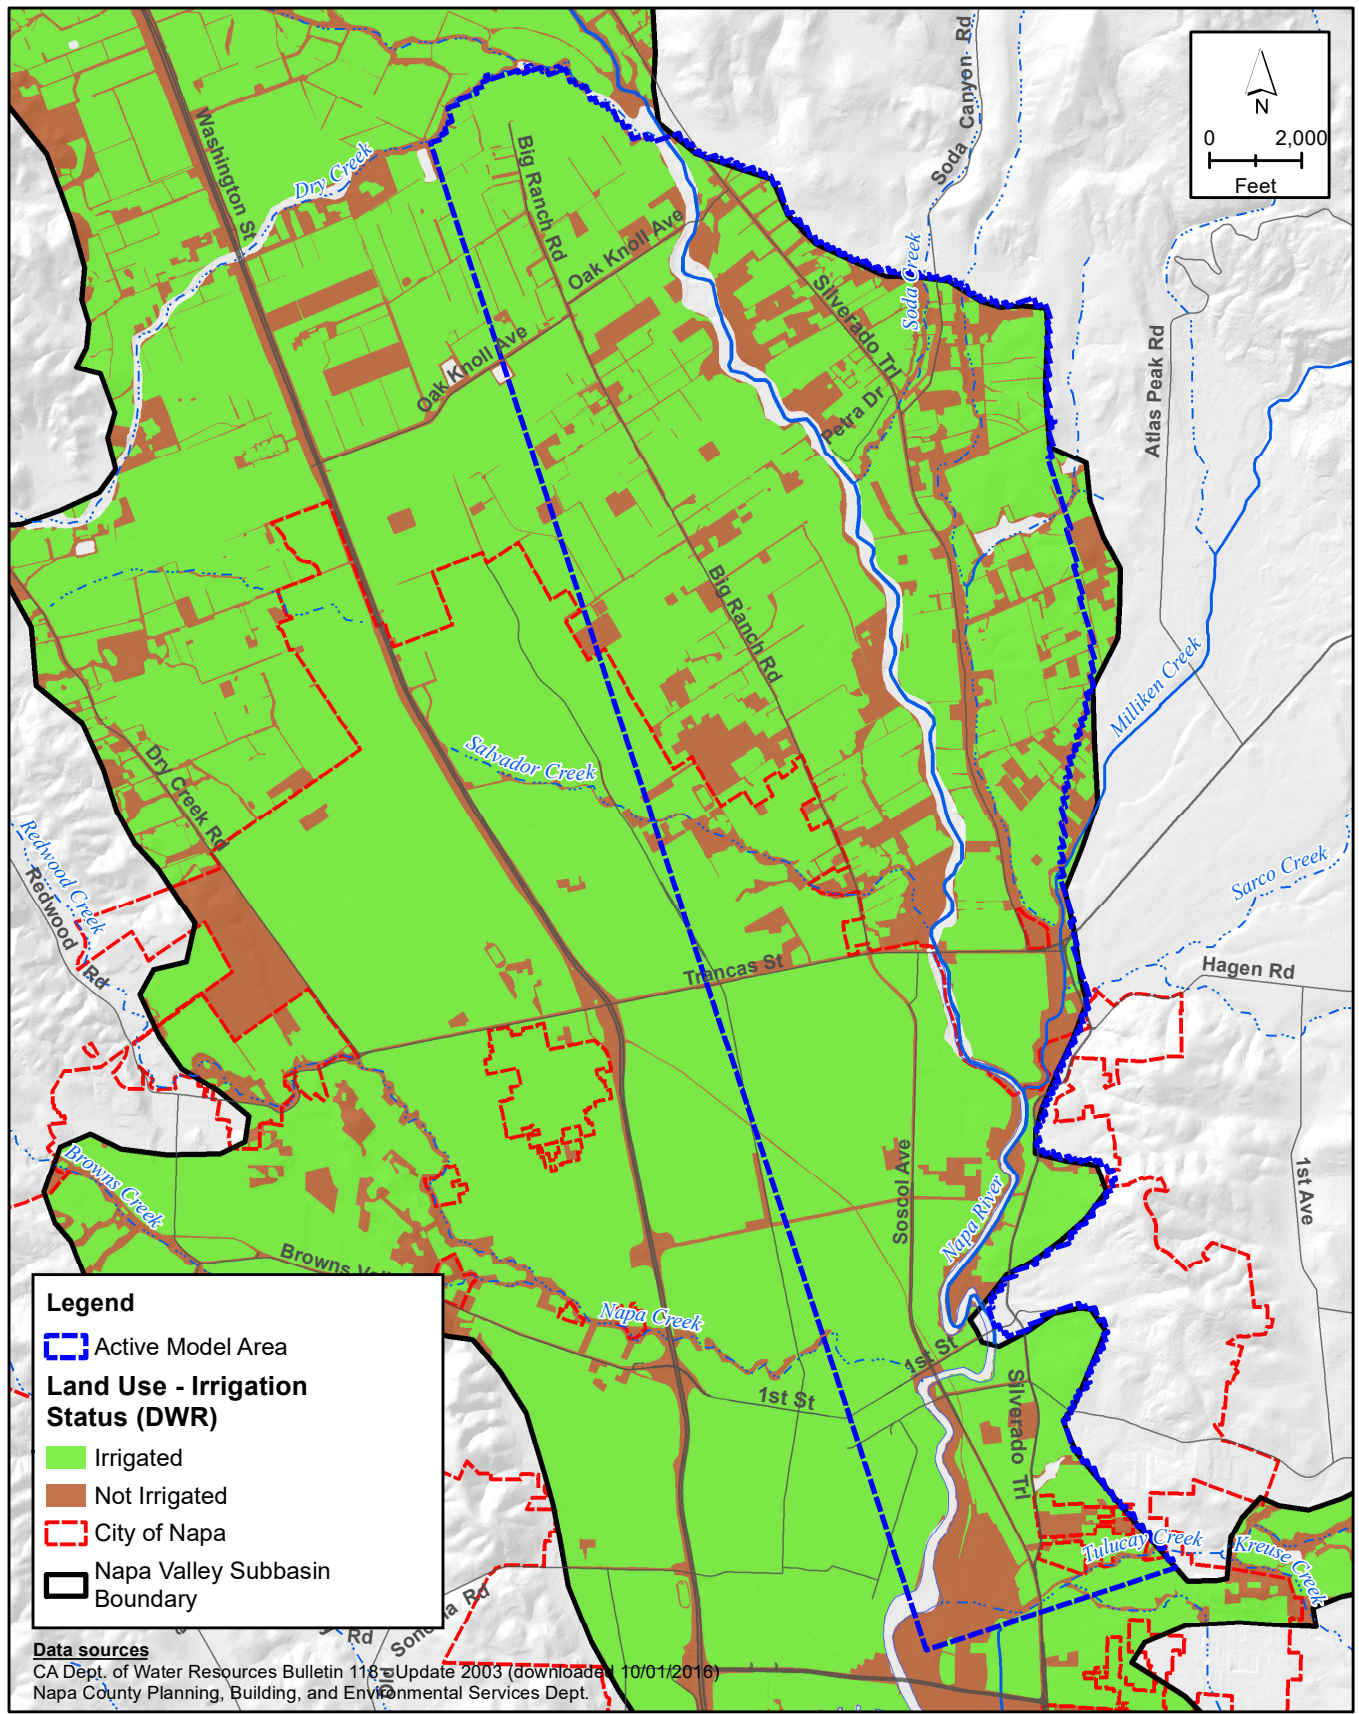 Washington St
Dry Creek
Big Ranch Rd
Oak Knoll Ave
Oak Knoll Ave
Soda Canyon Rd
Soda Creek
Silverado Trl
Petra Dr
Atlas Peak Rd
N
0 2,000
Feet
Big Ranch Rd
Milliken Creek
Salvador Creek
Dry Creek Rd
Redwood Creek
Redwood Rd
Sarco Creek
Hagen Rd
Trancas St
Soscol Ave
Napa River
1st Ave
Browns Creek
Browns
Napa Creek
1st St
1st St
Silverado Trl
Tulucay Creek
Kreuse Creek
Rd
Rd
Legend
Active Model Area
Land Use - Irrigation
Status (DWR)
Irrigated
Not Irrigated
City of Napa
Napa Valley Subbasin
Boundary
Data sources
CA Dept. of Water Resources Bulletin 118 - Update 2003 (downloaded 10/01/2016)
Napa County Planning, Building, and Environmental Services Dept.